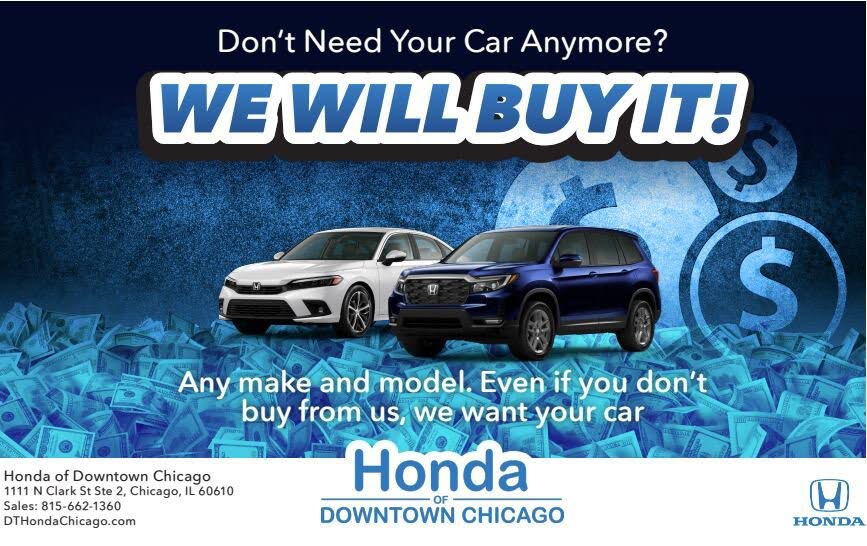 Don't Need Your Car Anymore?
WE WILL BUY IT!
$
$
Any make and model. Even if you don't
buy from us, we want your car
Honda of Downtown Chicago
1111 N Clark St Ste 2, Chicago, IL 60610
Sales: 815-662-1360
DTHondaChicago.com
Honda
OF
DOWNTOWN CHICAGO
HONDA